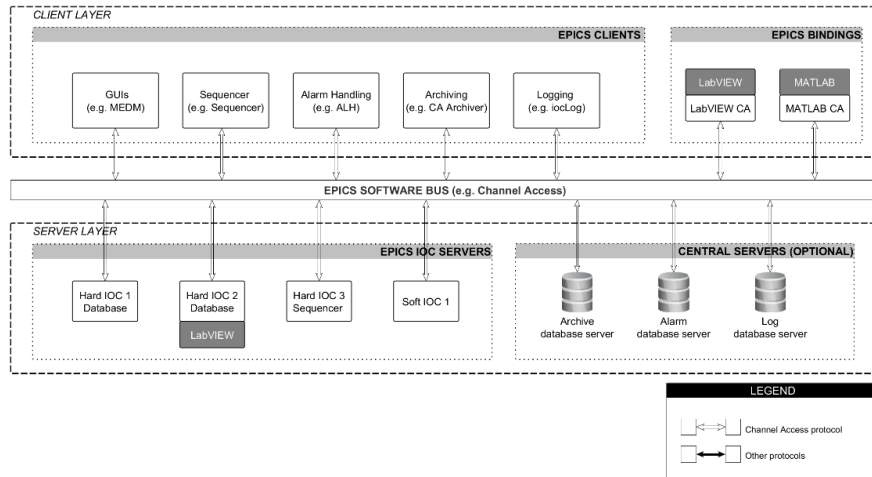 CLIENT LAYER
EPICS CLIENTS
EPICS BINDINGS
GUIs
(e.g. MEDM)
Sequencer
(e.g. Sequencer)
Alarm Handling
(e.g. ALH)
Archiving
(e.g. CA Archiver)
Logging
(e.g. iocLog)
LabVIEW
LabVIEW CA
MATLAB
MATLAB CA
EPICS SOFTWARE BUS (e.g. Channel Access)
SERVER LAYER
EPICS IOC SERVERS
CENTRAL SERVERS (OPTIONAL)
Hard IOC 1
Database
Hard IOC 2
Database
LabVIEW
Hard IOC 3
Sequencer
Soft IOC 1
Archive
database server
Alarm
database server
Log
database server
LEGEND
Channel Access protocol
Other protocols